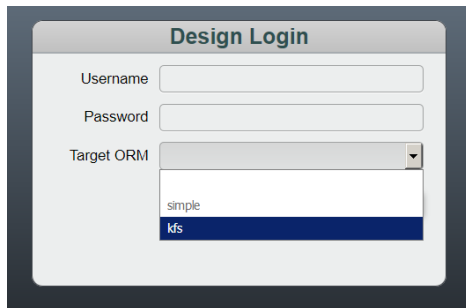 Design Login
Username
Password
Target ORM
simple
kfs